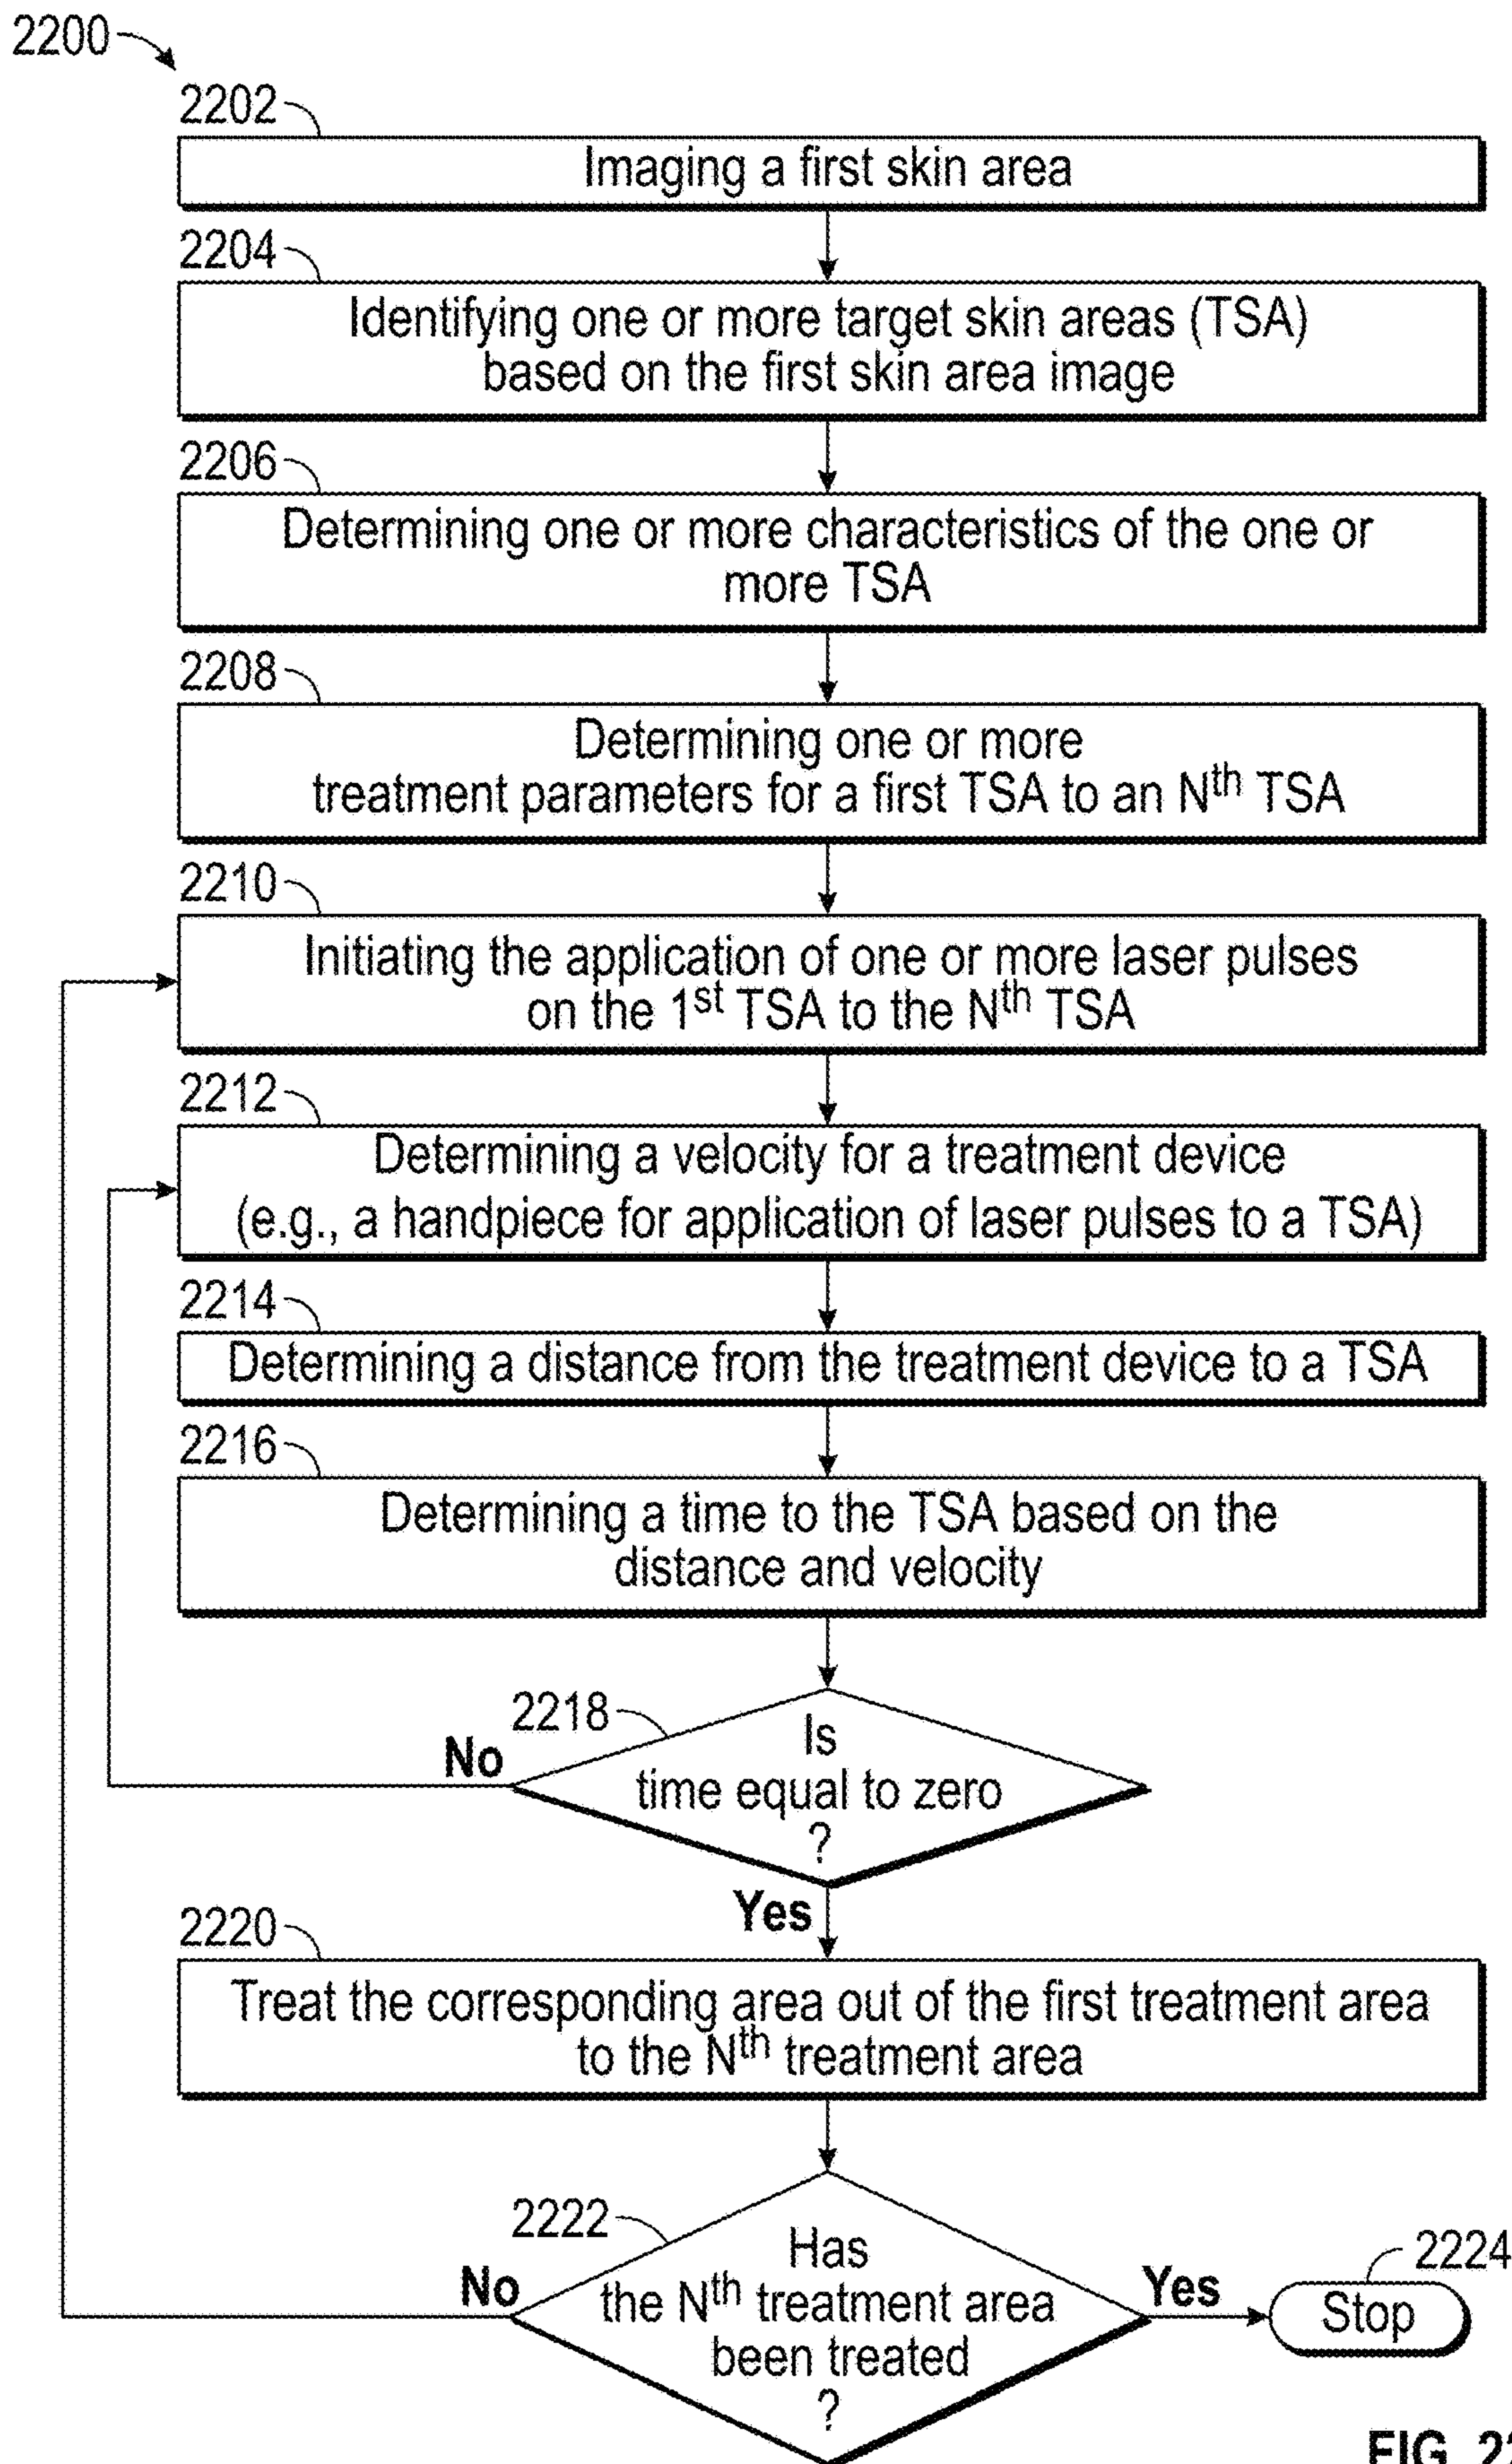 2200
2202
Imaging a first skin area
2204
Identifying one or more target skin areas (TSA)
based on the first skin area image
2206
Determining one or more characteristics of the one or
more TSA
2208
Determining one or more
treatment parameters for a first TSA to an Nth TSA
2210
Initiating the application of one or more laser pulses
on the 1st TSA to the Nth TSA
2212
Determining a velocity for a treatment device
(e.g., a handpiece for application of laser pulses to a TSA)
2214
Determining a distance from the treatment device to a TSA
2216
Determining a time to the TSA based on the
distance and velocity
2218
Is
time equal to zero
?
No
Yes
2220
Treat the corresponding area out of the first treatment area
to the Nth treatment area
2222
Has
the Nth treatment area
been treated
?
No
Yes
2224
Stop
FIG. 22